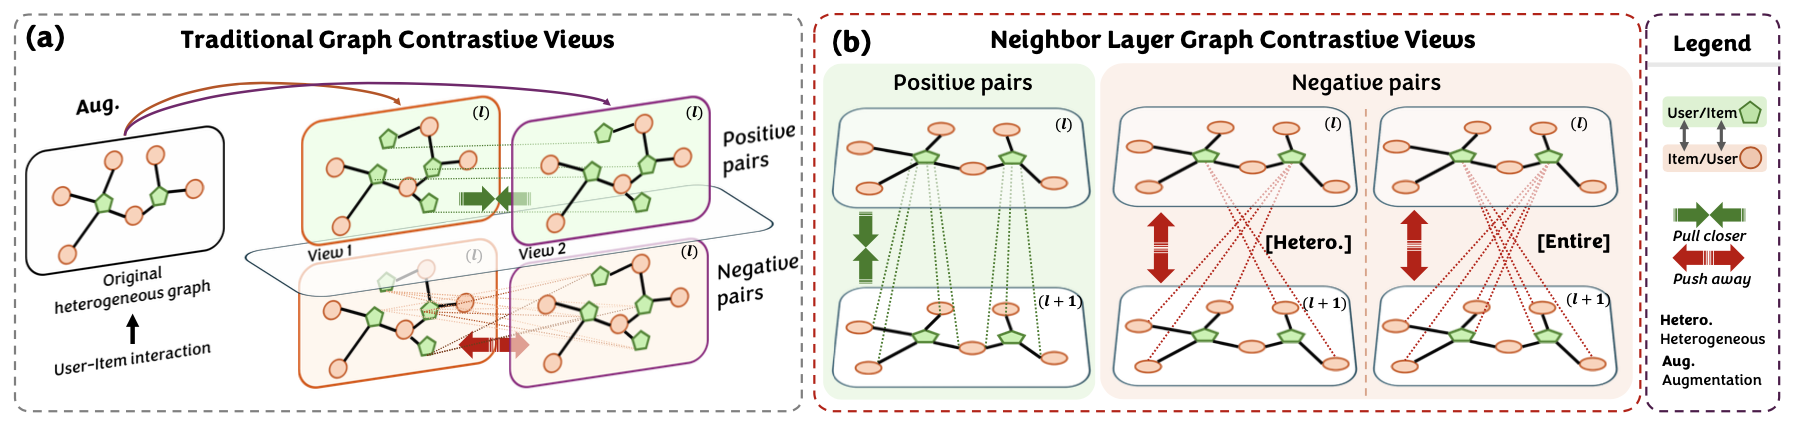 (a)
Traditional Graph Contrastive Views
Aug.
(l)
(l)
Positive
pairs
View 1
View 2
(l)
(l)
Negative
pairs
Original
heterogeneous graph
User-Item interaction
(b)
Neighbor Layer Graph Contrastive Views
Positive pairs
(l)
(l + 1)
Negative pairs
(l)
[Hetero.]
(l + 1)
(l)
[Entire]
(l + 1)
Legend
User/Item
Item/User
Pull closer
Push away
Hetero.
Heterogeneous
Aug.
Augmentation